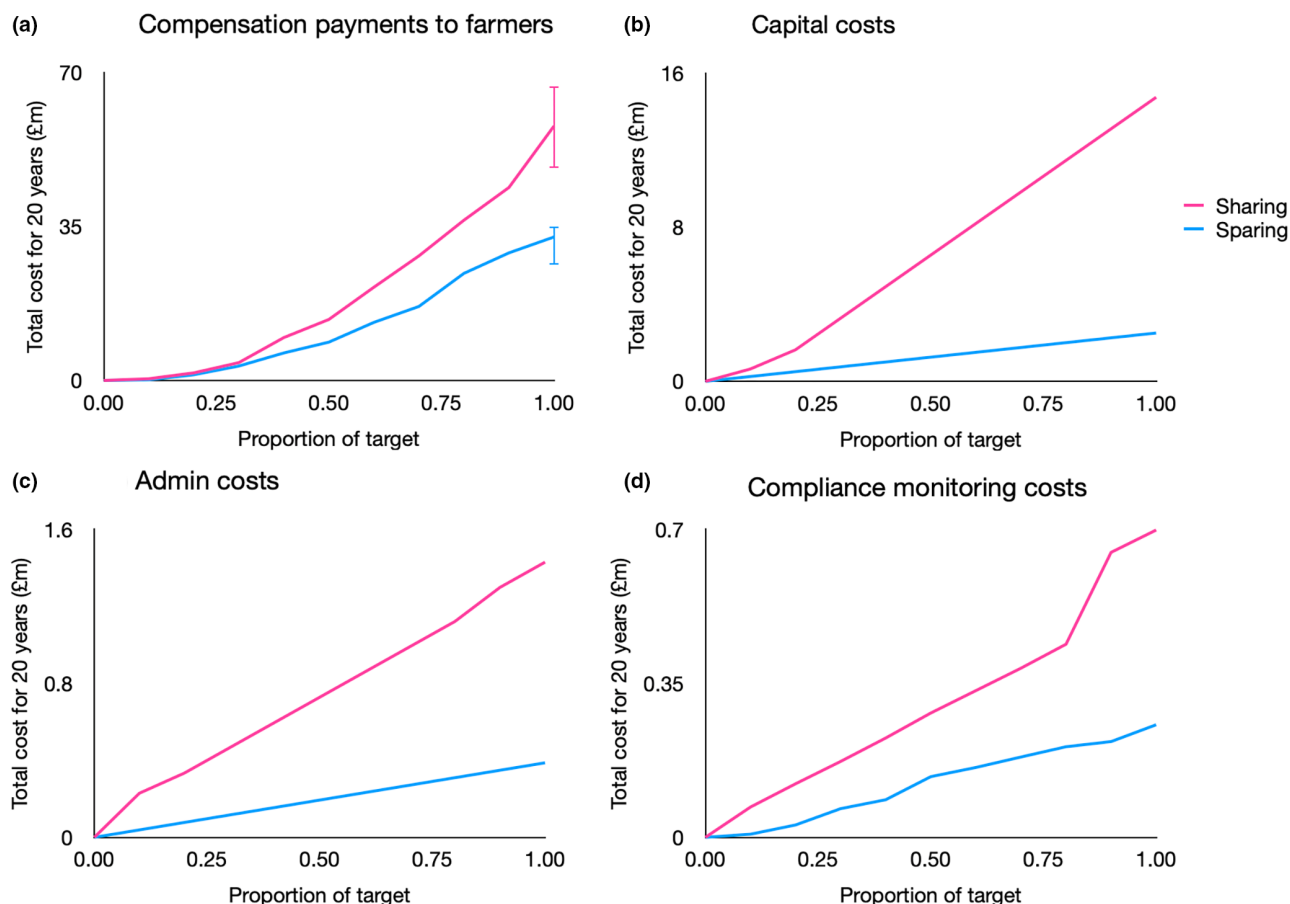 (a) Compensation payments to farmers
70
35
0
Total cost for 20 years (£m)
0.00 0.25 0.50 0.75 1.00
Proportion of target
(b) Capital costs
16
8
0
Total cost for 20 years (£m)
0.00 0.25 0.50 0.75 1.00
Proportion of target
Sharing
Sparing
(c) Admin costs
1.6
0.8
0
Total cost for 20 years (£m)
0.00 0.25 0.50 0.75 1.00
Proportion of target
(d) Compliance monitoring costs
0.7
0.35
0
Total cost for 20 years (£m)
0.00 0.25 0.50 0.75 1.00
Proportion of target